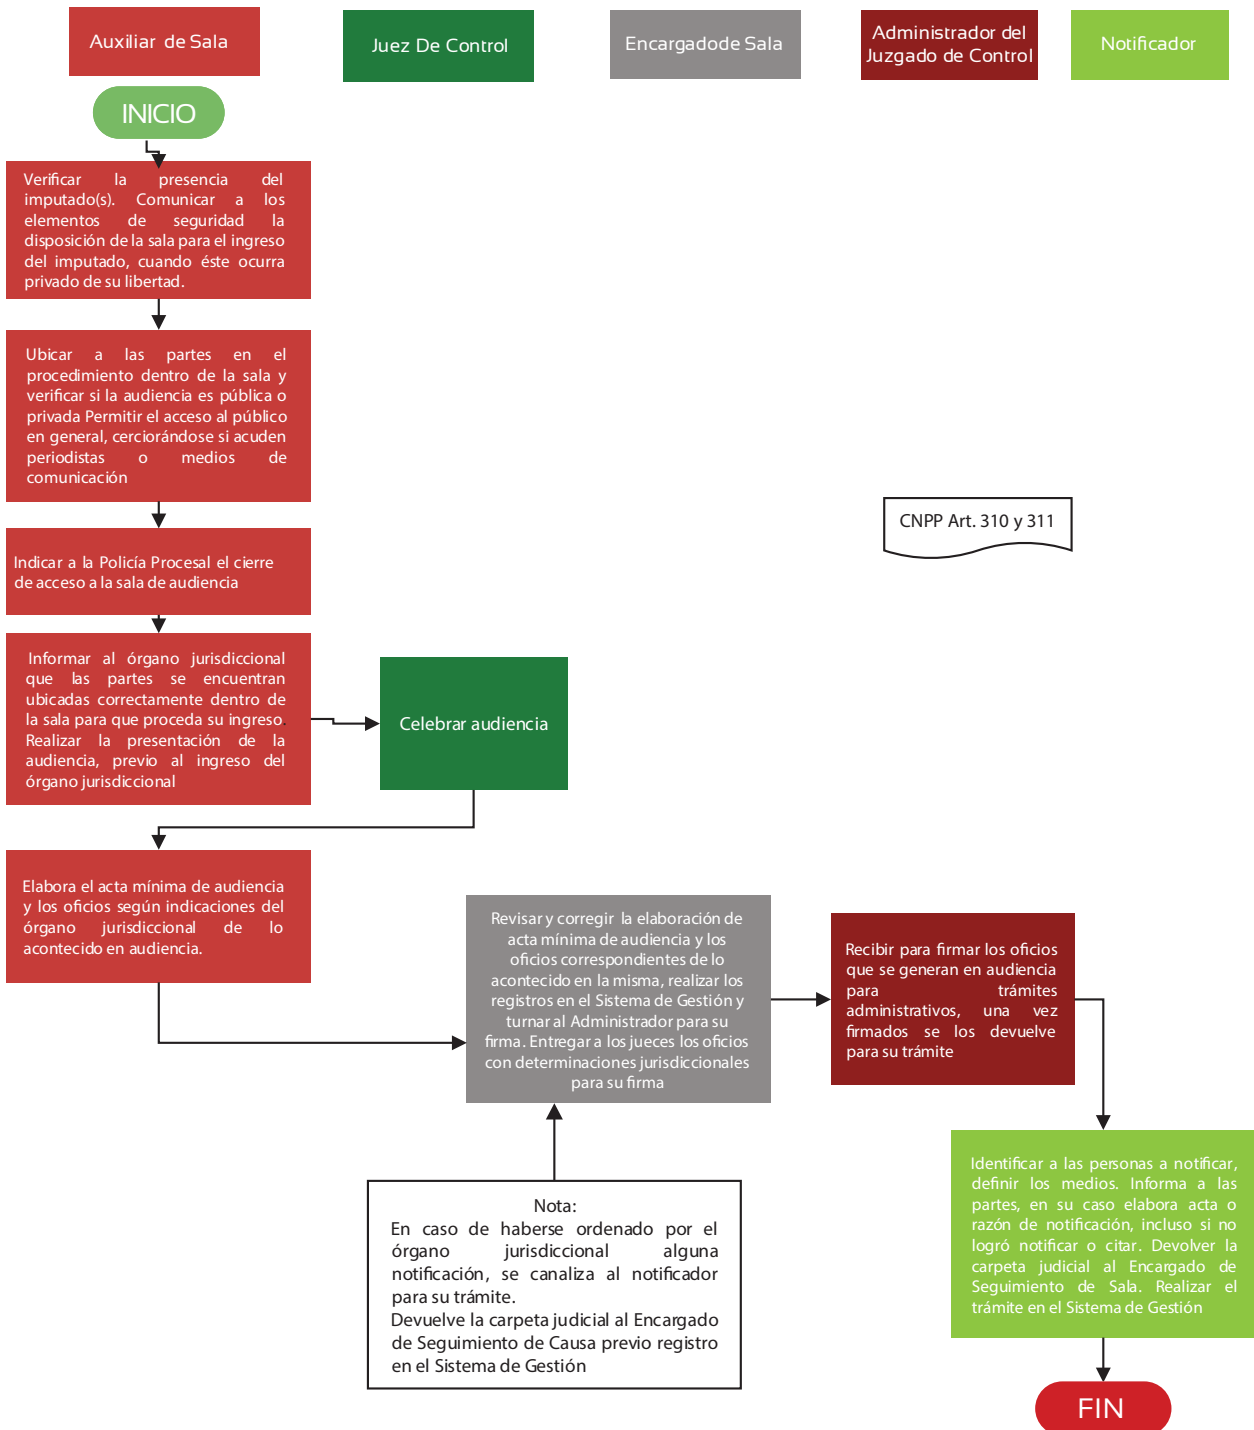 Auxiliar de Sala
Juez De Control
Encargadode Sala
Administrador del
Juzgado de Control
Notificador
INICIO
Verificar la presencia del
imputado(s). Comunicar a los
elementos de seguridad la
disposición de la sala para el ingreso
del imputado, cuando éste ocurra
privado de su libertad.
Ubicar a las partes en el
procedimiento dentro de la sala y
verificar si la audiencia es pública o
privada Permitir el acceso al público
en general, cerciorándose si acuden
periodistas o medios de
comunicación
CNPP Art. 310 y 311
Indicar a la Policía Procesal el cierre
de acceso a la sala de audiencia
Informar al órgano jurisdiccional
que las partes se encuentran
ubicadas correctamente dentro de
la sala para que proceda su ingreso.
Realizar la presentación de la
audiencia, previo al ingreso del
órgano jurisdiccional
Celebrar audiencia
Elabora el acta mínima de audiencia
y los oficios según indicaciones del
órgano jurisdiccional de lo
acontecido en audiencia.
Revisar y corregir la elaboración de
acta mínima de audiencia y los
oficios correspondientes de lo
acontecido en la misma, realizar los
registros en el Sistema de Gestión y
turnar al Administrador para su
firma. Entregar a los jueces los oficios
con determinaciones jurisdiccionales
para su firma
Recibir para firmar los oficios
que se generan en audiencia
para trámites
administrativos, una vez
firmados se los devuelve
para su trámite
Nota:
En caso de haberse ordenado por el
órgano jurisdiccional alguna
notificación, se canaliza al notificador
para su trámite.
Devuelve la carpeta judicial al Encargado
de Seguimiento de Causa previo registro
en el Sistema de Gestión
Identificar a las personas a notificar,
definir los medios. Informa a las
partes, en su caso elabora acta o
razón de notificación, incluso si no
logró notificar o citar. Devolver la
carpeta judicial al Encargado de
Seguimiento de Sala. Realizar el
trámite en el Sistema de Gestión
FIN